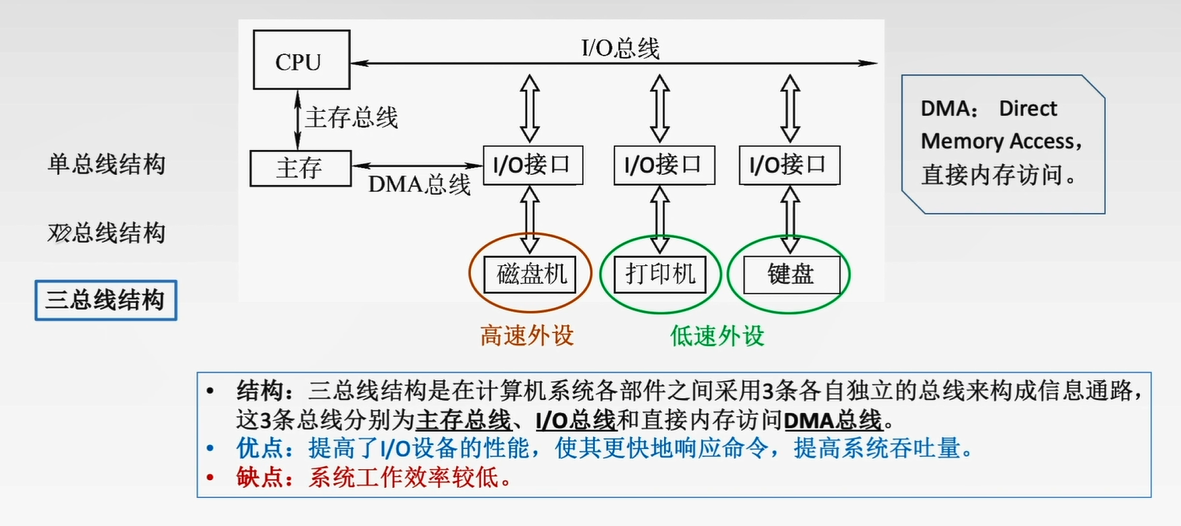 单总线结构
双总线结构
三总线结构
CPU
I/O总线
主存总线
主存
DMA总线
I/O接口
I/O接口
I/O接口
磁盘机
打印机
键盘
高速外设
低速外设
DMA： Direct
Memory Access，
直接内存访问。
• 结构：三总线结构是在计算机系统各部件之间采用3条各自独立的总线来构成信息通路，
这3条总线分别为主存总线、I/O总线和直接内存访问DMA总线。
• 优点：提高了I/O设备的性能，使其更快地响应命令，提高系统吞吐量。
• 缺点：系统工作效率较低。